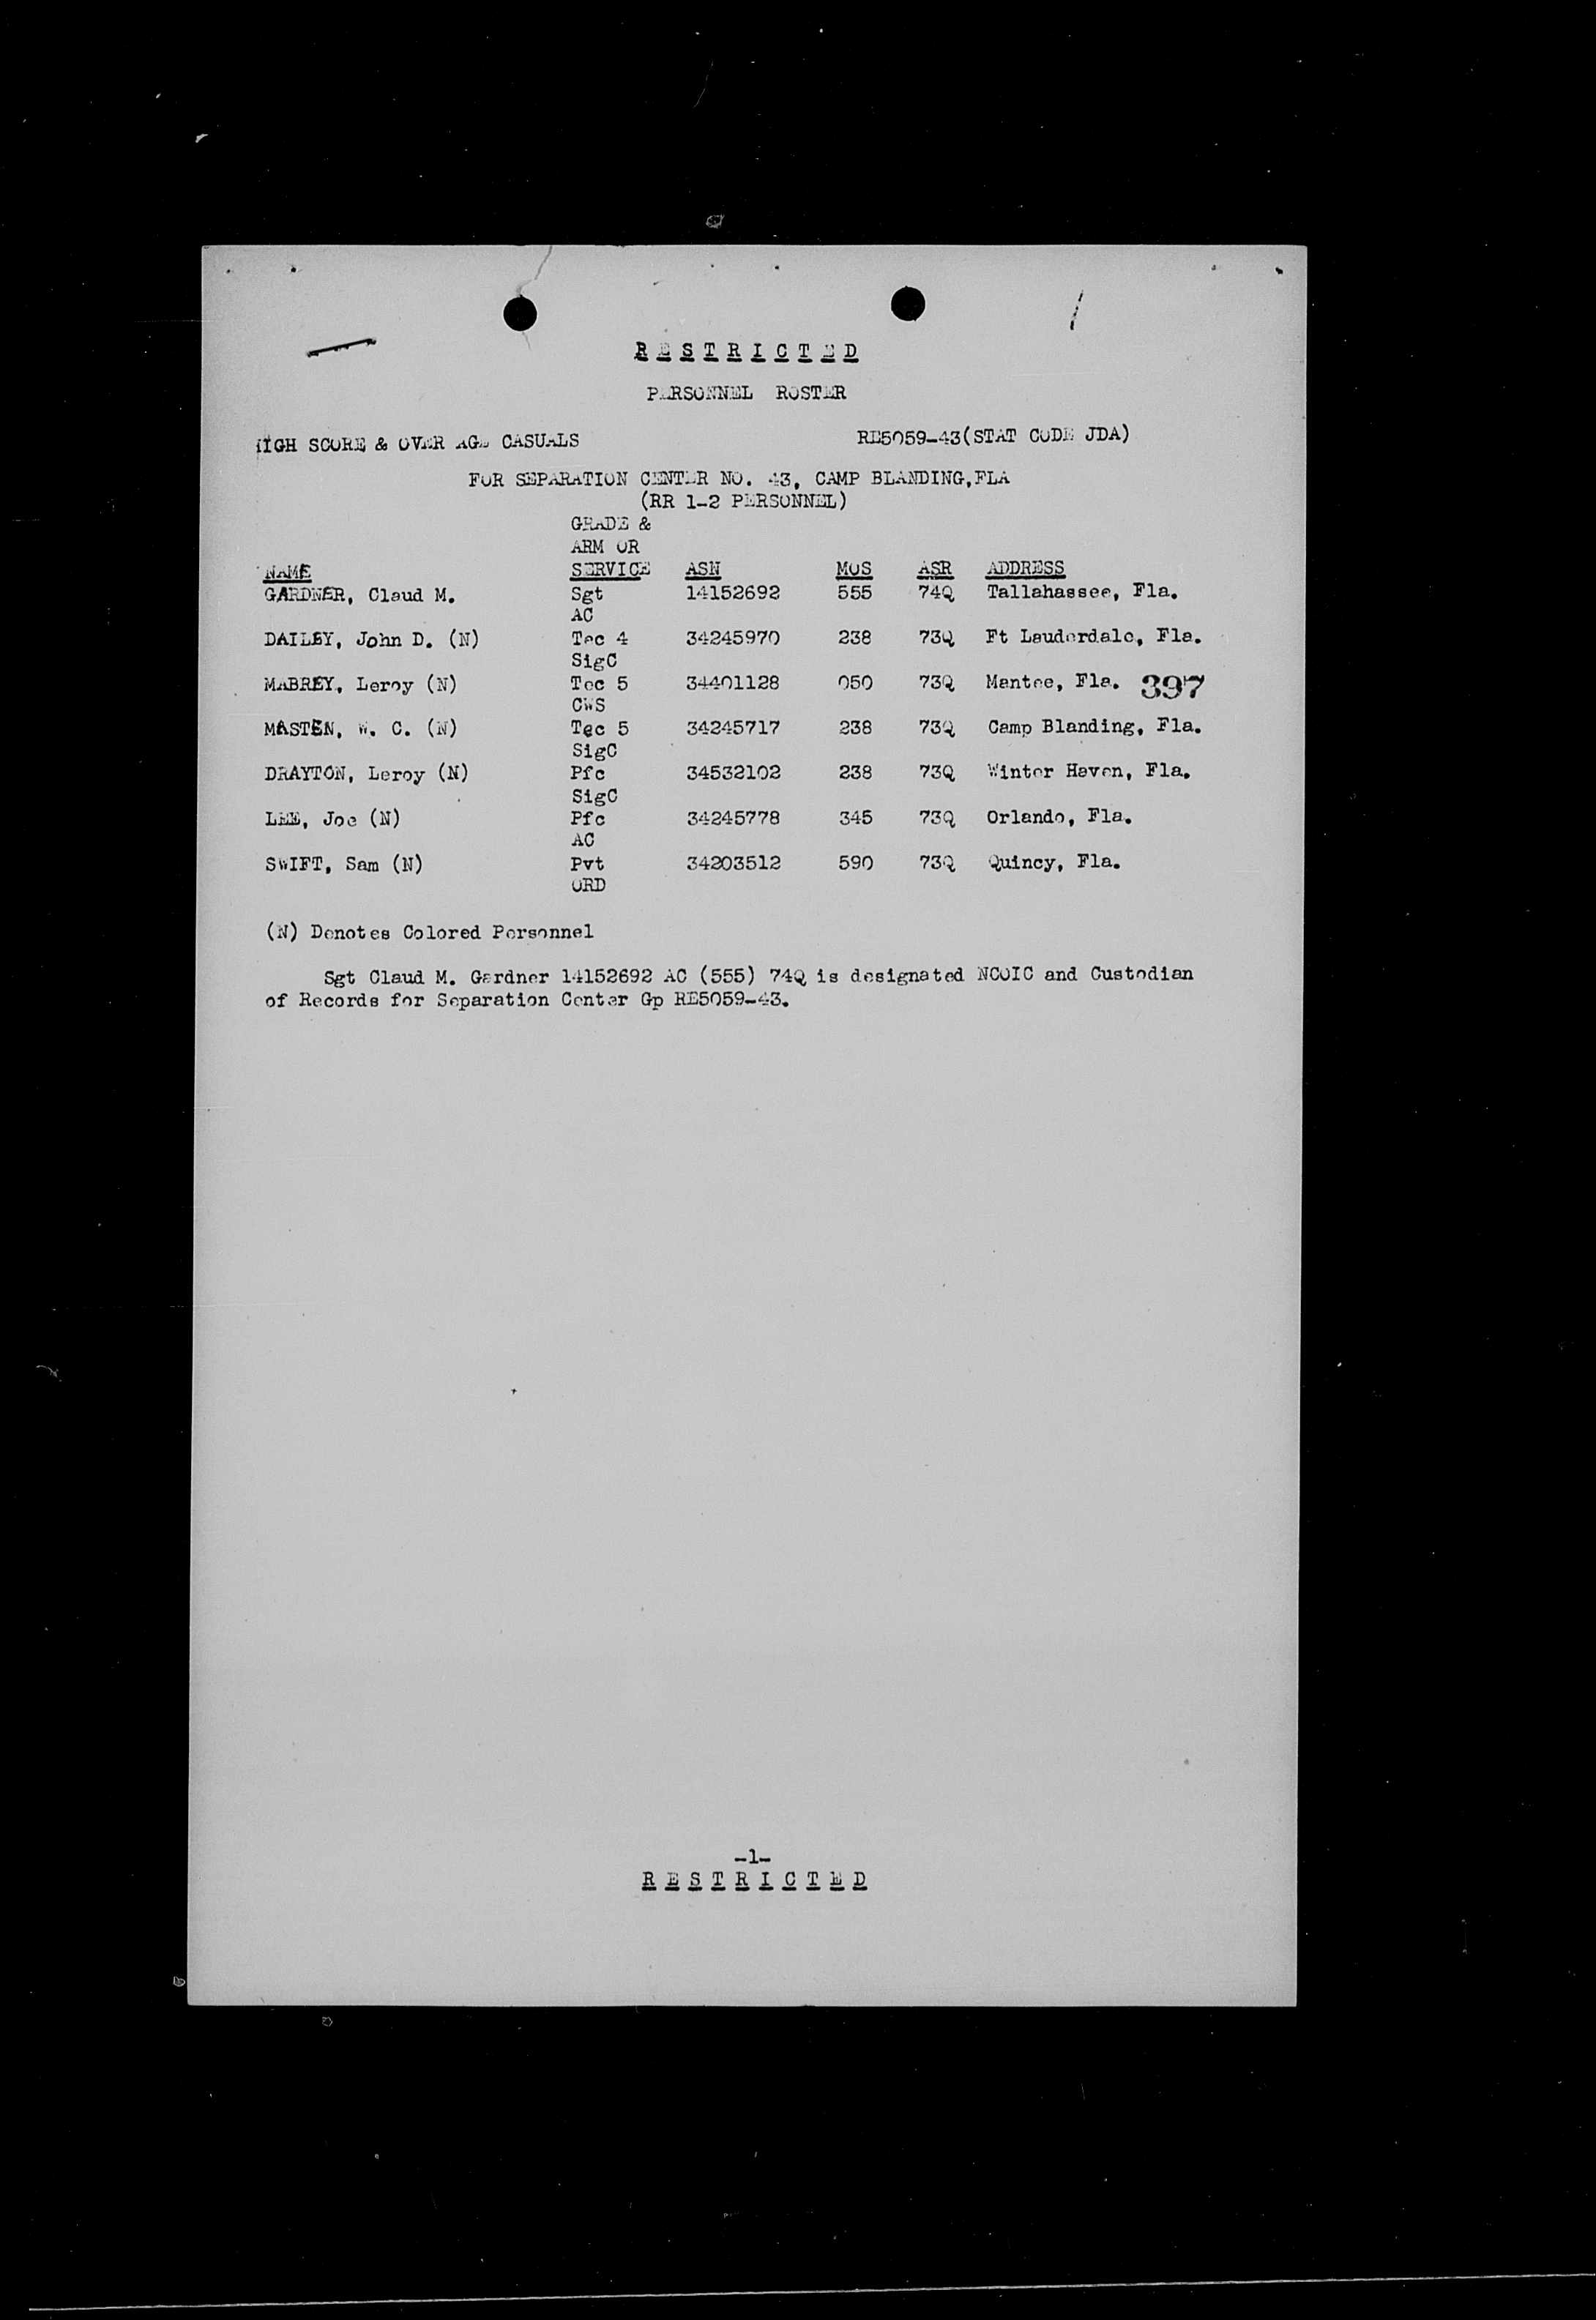 RESTRICTED
PERSONNEL ROSTER
HIGH SCORE & OVER AGE CASUALS RE5059-43(STAT CODE JDA)
FOR SEPARATION CENTER NO. 43, CAMP BLANDING,FLA
(RR 1-2 PERSONNEL)
GRADE &
ARM OR
NAME SERVICE ASN MOS ASR ADDRESS
GARDNER, Claud M. Sgt 14152692 555 74Q Tallahassee, Fla.
AC
DAILEY, John D. (N) Tec 4 34245970 238 73Q Ft Lauderdale, Fla.
SigC
MABREY, Leroy (N) Tec 5 34401128 050 73Q Mantee, Fla. 397
CWS
MASTEN, W. C. (N) Tec 5 34245717 238 73Q Camp Blanding, Fla.
SigC
DRAYTON, Leroy (N) Pfc 34532102 238 73Q Winter Haven, Fla.
SigC
LEE, Joe (N) Pfc 34245778 345 73Q Orlando, Fla.
AC
SWIFT, Sam (N) Pvt 34203512 590 73Q Quincy, Fla.
ORD
(N) Denotes Colored Personnel
Sgt Claud M. Gardner 14152692 AC (555) 74Q is designated NCOIC and Custodian
of Records for Separation Center Gp RE5059-43.
-1-
RESTRICTED